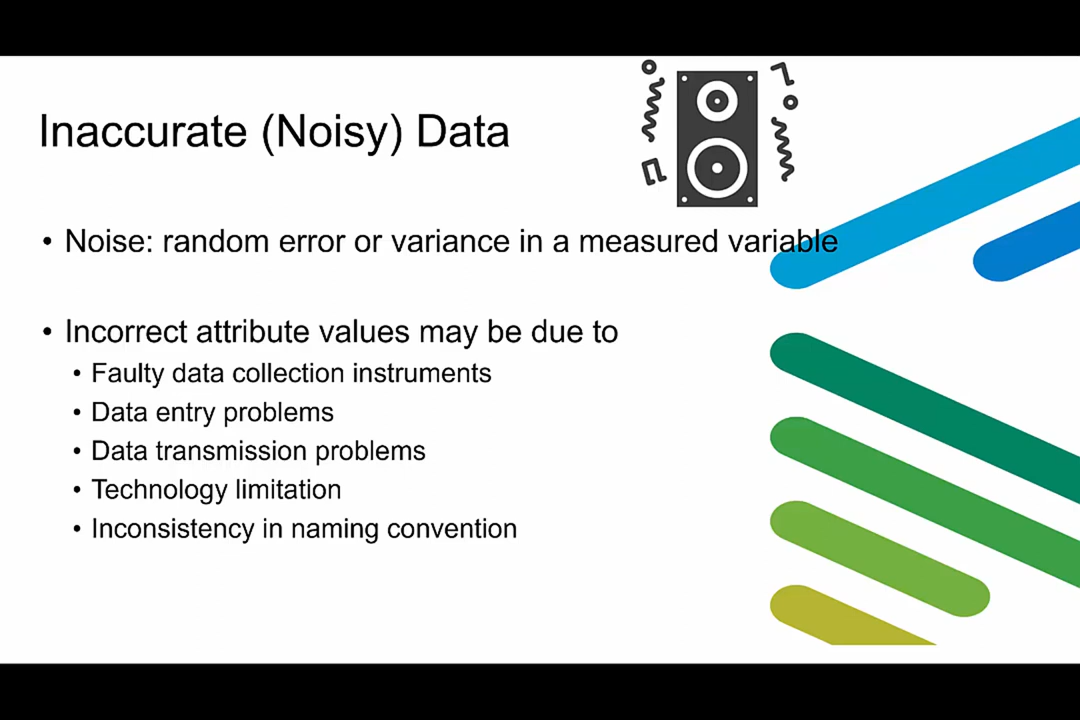 Inaccurate (Noisy) Data
• Noise: random error or variance in a measured variable
• Incorrect attribute values may be due to
• Faulty data collection instruments
• Data entry problems
• Data transmission problems
• Technology limitation
• Inconsistency in naming convention